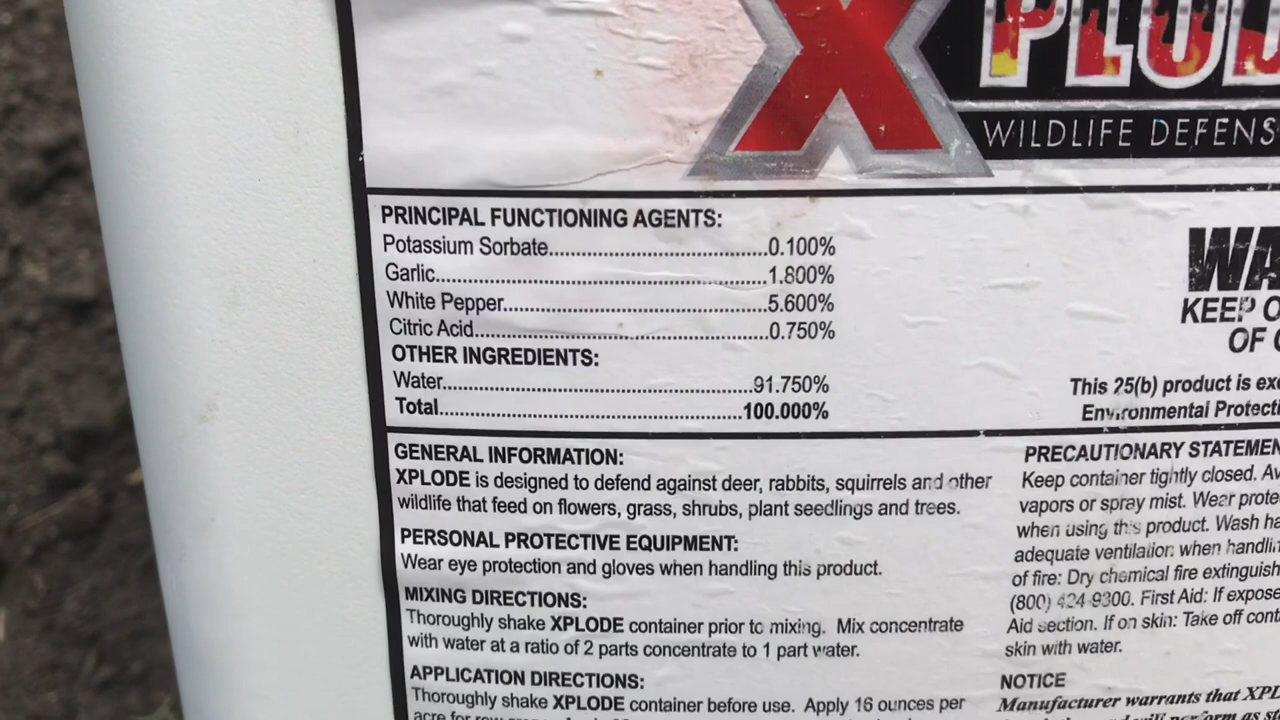 WILDLIFE DEFENS
PRINCIPAL FUNCTIONING AGENTS:
Potassium Sorbate..........................................0.100%
Garlic................................................................1.800%
White Pepper...................................................5.600%
Citric Acid.........................................................0.750%
OTHER INGREDIENTS:
Water............................................................91.750%
Total...........................................................100.000%
WA
KEEP O
OF
This 25(b) product is exe
Environmental Protecti
GENERAL INFORMATION:
XPLODE is designed to defend against deer, rabbits, squirrels and other
wildlife that feed on flowers, grass, shrubs, plant seedlings and trees.
PERSONAL PROTECTIVE EQUIPMENT:
Wear eye protection and gloves when handling this product.
MIXING DIRECTIONS:
Thoroughly shake XPLODE container prior to mixing. Mix concentrate
with water at a ratio of 2 parts concentrate to 1 part water.
APPLICATION DIRECTIONS:
Thoroughly shake XPLODE container before use. Apply 16 ounces per
acre for row
PRECAUTIONARY STATEMEN
Keep container tightly closed. Av
vapors or spray mist. Wear prote
when using this product. Wash ha
adequate ventilation when handlin
of fire: Dry chemical fire extinguish
(800) 424-9300. First Aid: If expose
Aid section. If on skin: Take off cont
skin with water.
NOTICE
Manufacturer warrants that XPL
perform as st